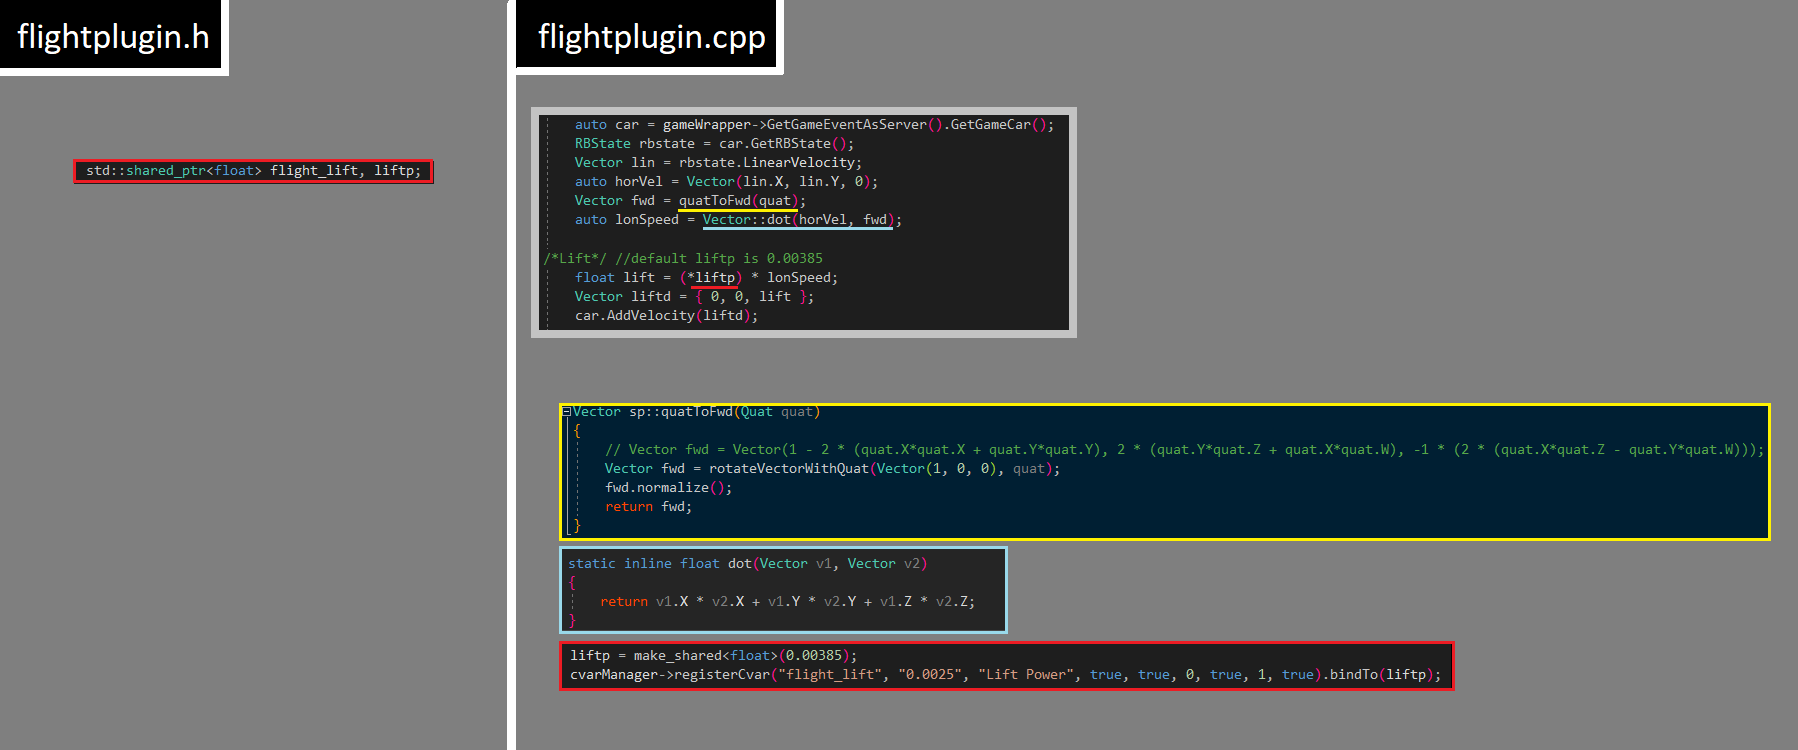 flightplugin.h
std::shared_ptr<float> flight_lift, liftp;
flightplugin.cpp
auto car = gameWrapper->GetGameEventAsServer().GetGameCar();
RBState rbstate = car.GetRBState();
Vector lin = rbstate.LinearVelocity;
auto horVel = Vector(lin.X, lin.Y, 0);
Vector fwd = quatToFwd(quat);
auto lonSpeed = Vector::dot(horVel, fwd);
/*Lift*/ //default liftp is 0.00385
float lift = (*liftp) * lonSpeed;
Vector liftd = { 0, 0, lift };
car.AddVelocity(liftd);
Vector sp::quatToFwd(Quat quat)
{
// Vector fwd = Vector(1 - 2 * (quat.X*quat.X + quat.Y*quat.Y), 2 * (quat.Y*quat.Z + quat.X*quat.W), -1 * (2 * (quat.X*quat.Z - quat.Y*quat.W)));
Vector fwd = rotateVectorWithQuat(Vector(1, 0, 0), quat);
fwd.normalize();
return fwd;
}
static inline float dot(Vector v1, Vector v2)
{
return v1.X * v2.X + v1.Y * v2.Y + v1.Z * v2.Z;
}
liftp = make_shared<float>(0.00385);
cvarManager->registerCvar("flight_lift", "0.0025", "Lift Power", true, true, 0, true, 1, true).bindTo(liftp);